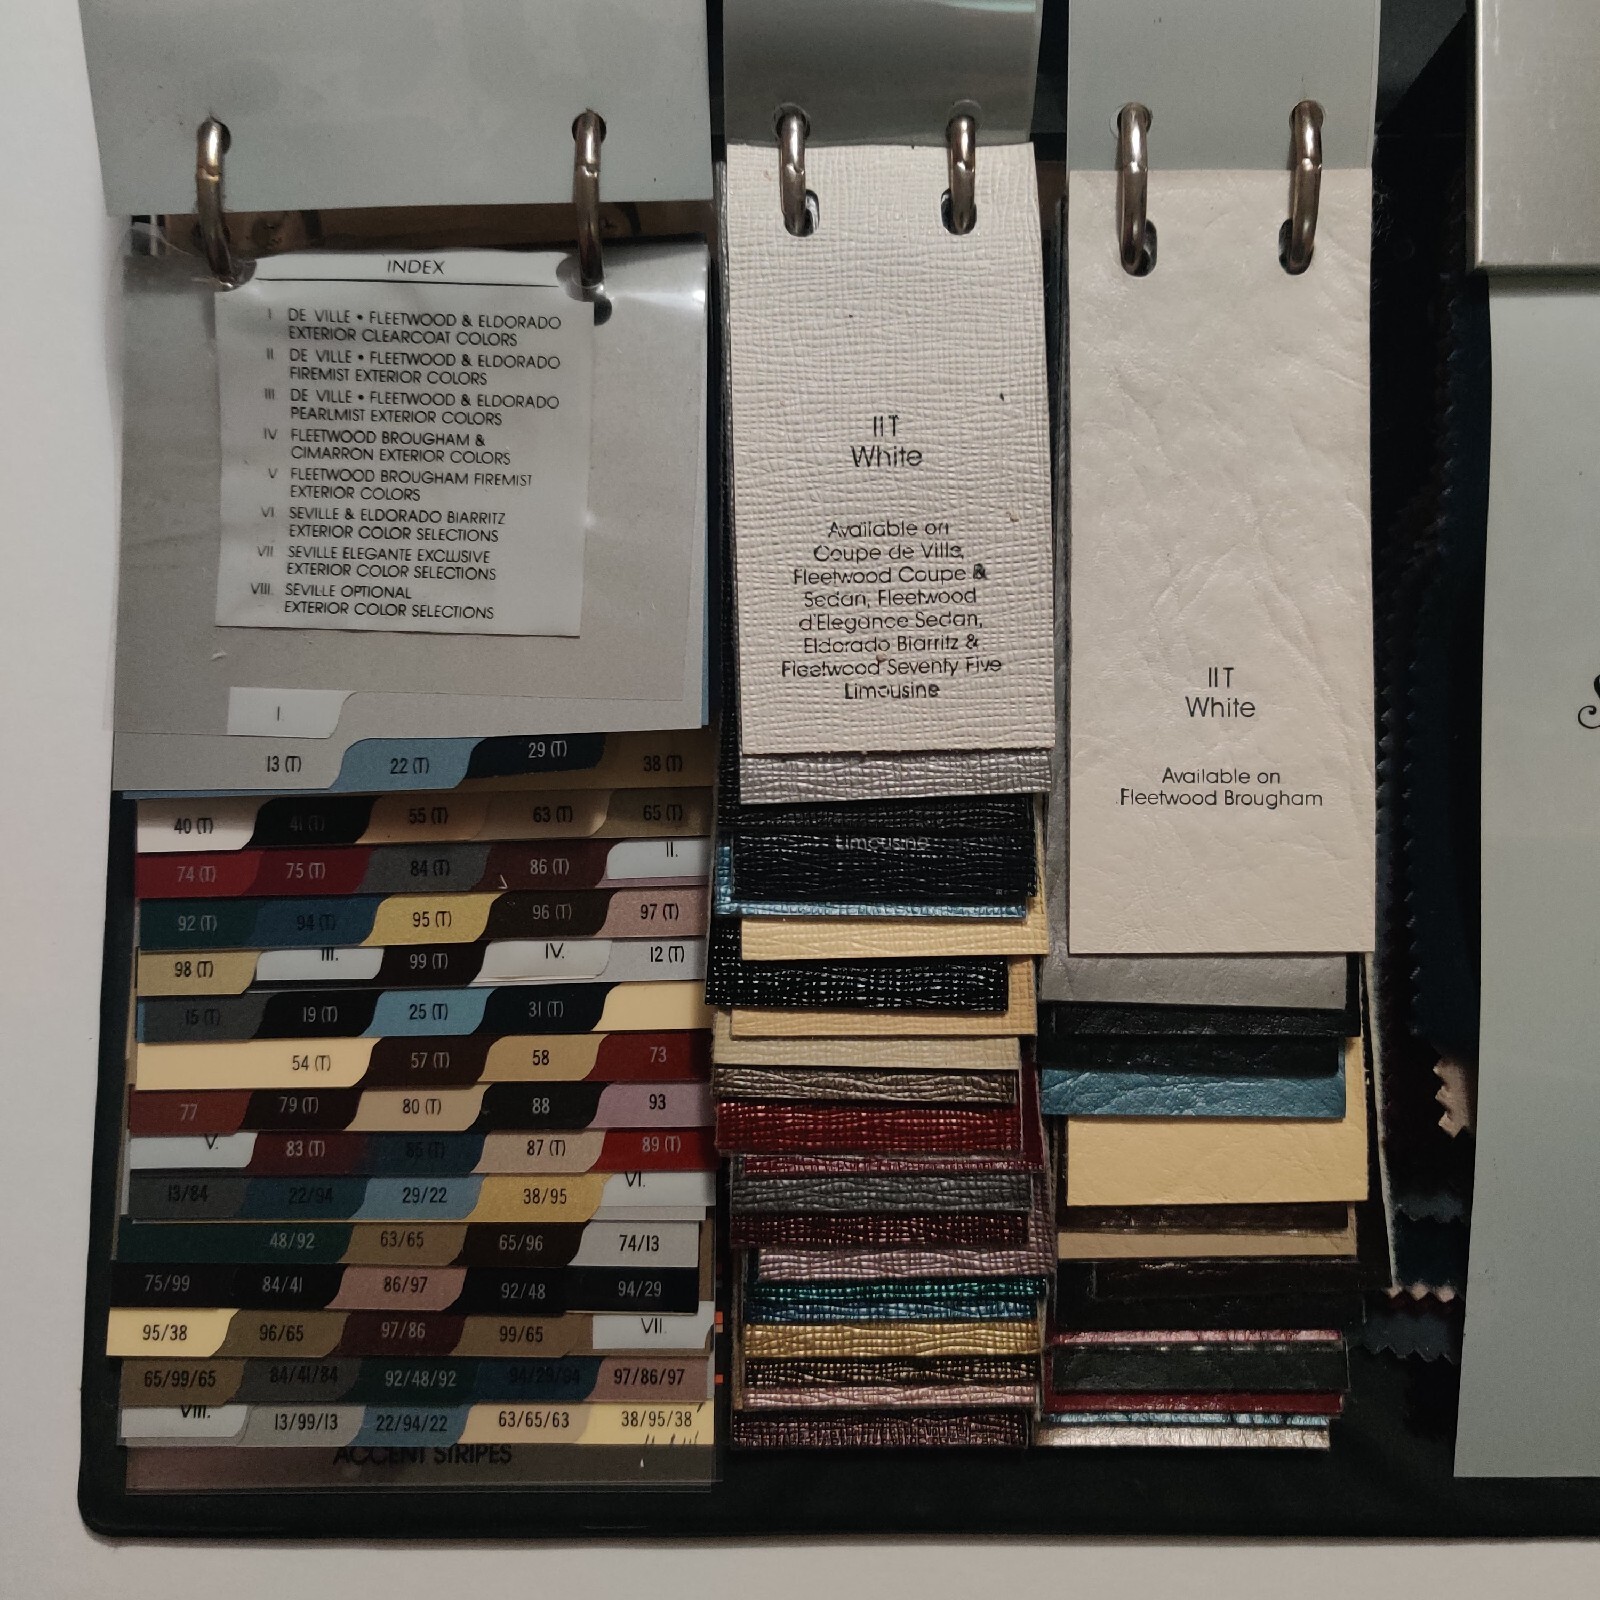 INDEX
I DE VILLE • FLEETWOOD & ELDORADO
EXTERIOR CLEARCOAT COLORS
II. DE VILLE • FLEETWOOD & ELDORADO
FIREMIST EXTERIOR COLORS
III. DE VILLE • FLEETWOOD & ELDORADO
PEARLMIST EXTERIOR COLORS
IV FLEETWOOD BROUGHAM &
CIMARRON EXTERIOR COLORS
V FLEETWOOD BROUGHAM FIREMIST
EXTERIOR COLORS
VI SEVILLE & ELDORADO BIARRITZ
EXTERIOR COLOR SELECTIONS
VII SEVILLE ELEGANTE EXCLUSIVE
EXTERIOR COLOR SELECTIONS
VIII. SEVILLE OPTIONAL
EXTERIOR COLOR SELECTIONS
I
13 (T) 22 (T) 29 (T) 38 (T)
40 (T) 41 (T) 55 (T) 63 (T) 65 (T)
74 (T) 75 (T) 84 (T) 86 (T) II.
92 (T) 94 (T) 95 (T) 96 (T) 97 (T)
98 (T) III. 99 (T) IV. 12 (T)
15 (T) 19 (T) 25 (T) 31 (T)
54 (T) 57 (T) 58 73
77 79 (T) 80 (T) 88 93
V. 83 (T) 87 (T) 89 (T)
13/84 22/94 29/22 38/95 VI.
48/92 63/65 65/96 74/13
75/99 84/41 86/97 92/48 94/29
95/38 96/65 97/86 99/65 VII.
65/99/65 84/41/84 92/48/92 94/29/94 97/86/97
VIII. 13/99/13 22/94/22 63/65/63 38/95/38
ACCENT STRIPES
11T
White
Available on
Coupe de Ville,
Fleetwood Coupe &
Sedan, Fleetwood
d'Elegance Sedan,
Eldorado Biarritz &
Fleetwood Seventy Five
Limousine
Limousine
11T
White
Available on
Fleetwood Brougham